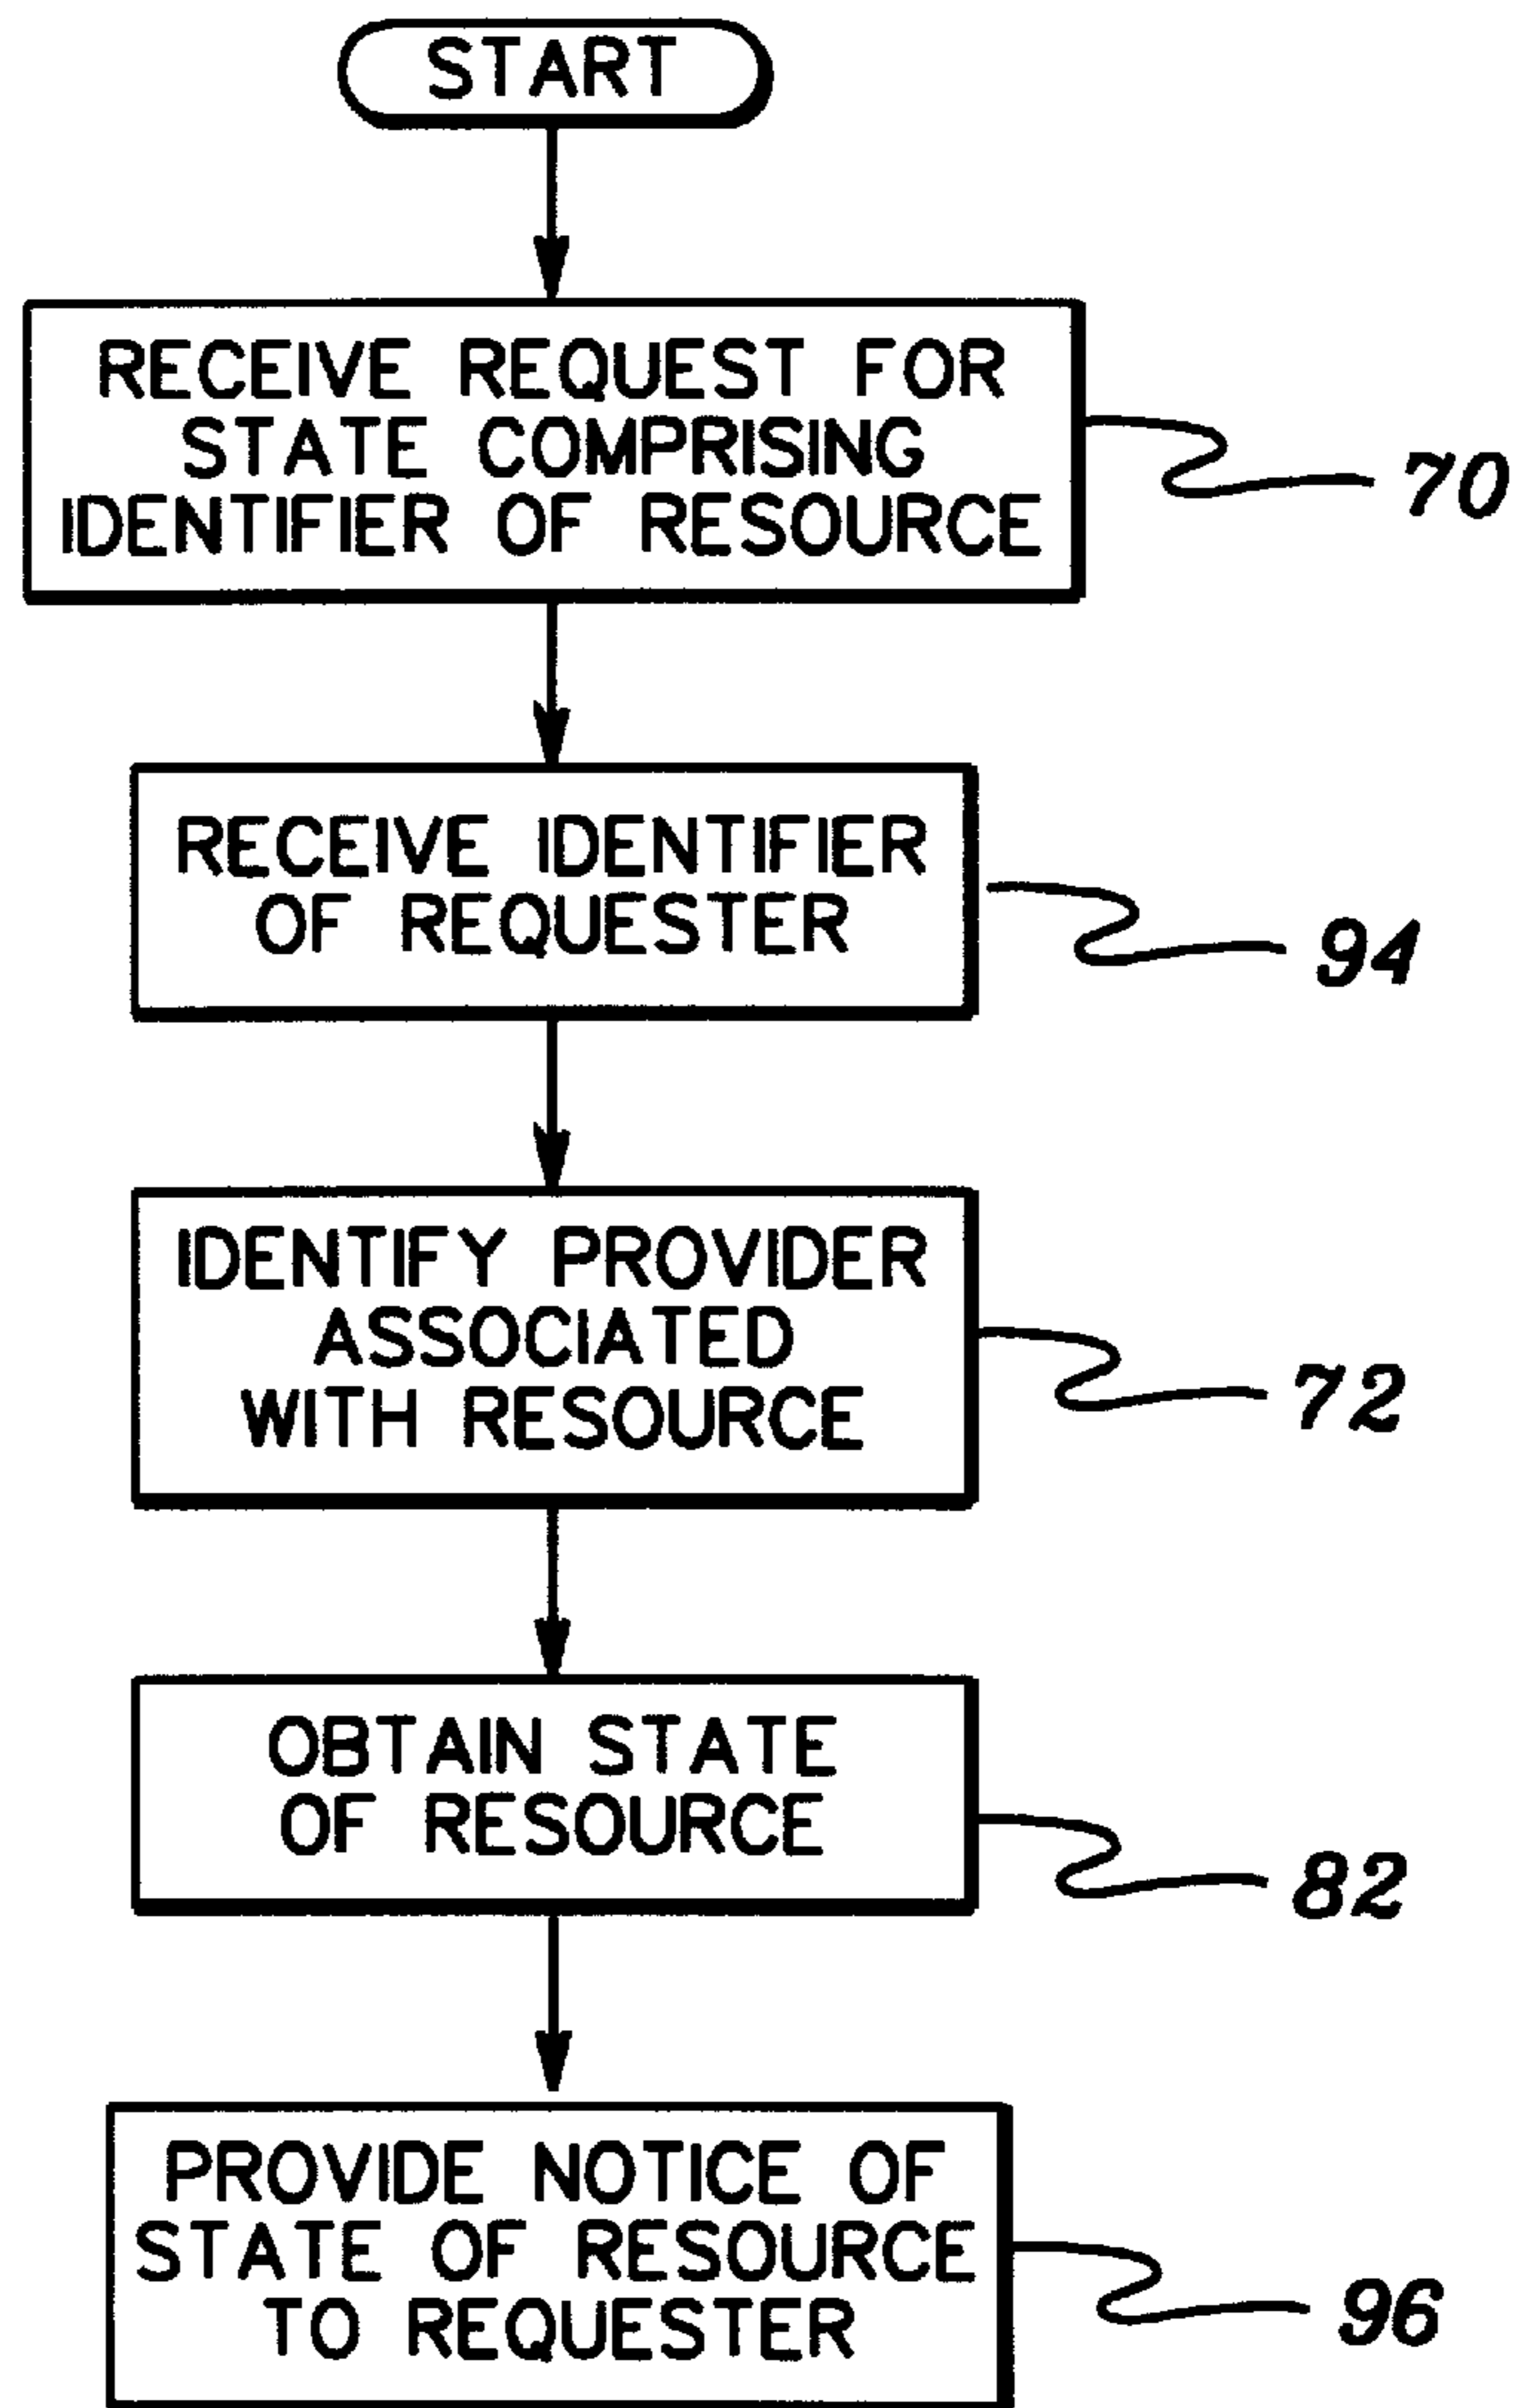 START
RECEIVE REQUEST FOR
STATE COMPRISING
IDENTIFIER OF RESOURCE
70
RECEIVE IDENTIFIER
OF REQUESTER
94
IDENTIFY PROVIDER
ASSOCIATED
WITH RESOURCE
72
OBTAIN STATE
OF RESOURCE
82
PROVIDE NOTICE OF
STATE OF RESOURCE
TO REQUESTER
96